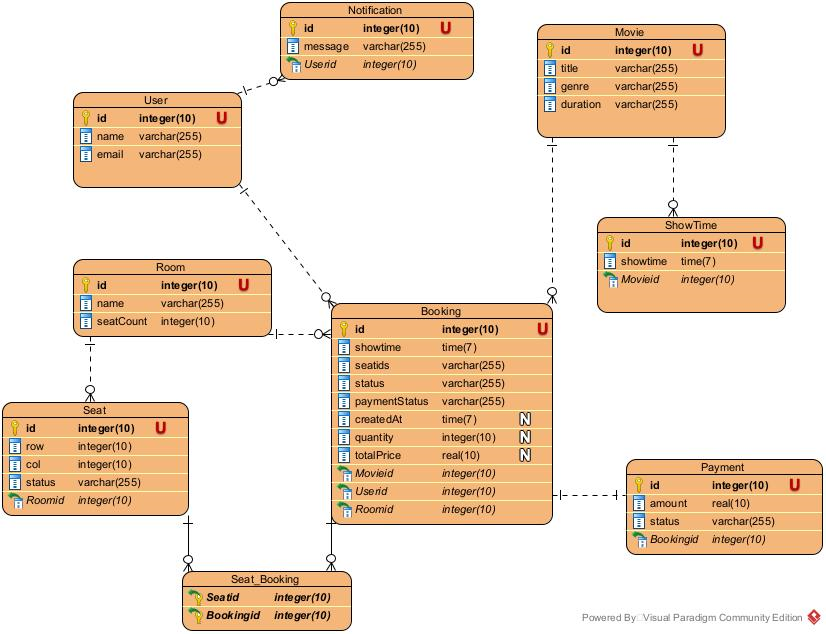 Notification
id integer(10) U
message varchar(255)
Userid integer(10)
Movie
id integer(10) U
title varchar(255)
genre varchar(255)
duration varchar(255)
User
id integer(10) U
name varchar(255)
email varchar(255)
ShowTime
id integer(10) U
showtime time(7)
Movieid integer(10)
Room
id integer(10) U
name varchar(255)
seatCount integer(10)
Booking
id integer(10) U
showtime time(7)
seatids varchar(255)
status varchar(255)
paymentStatus varchar(255)
createdAt time(7) N
quantity integer(10) N
totalPrice real(10) N
Movieid integer(10)
Userid integer(10)
Roomid integer(10)
Seat
id integer(10) U
row integer(10)
col integer(10)
status varchar(255)
Roomid integer(10)
Payment
id integer(10) U
amount real(10)
status varchar(255)
Bookingid integer(10)
Seat_Booking
Seatid integer(10)
Bookingid integer(10)
Powered By□Visual Paradigm Community Edition